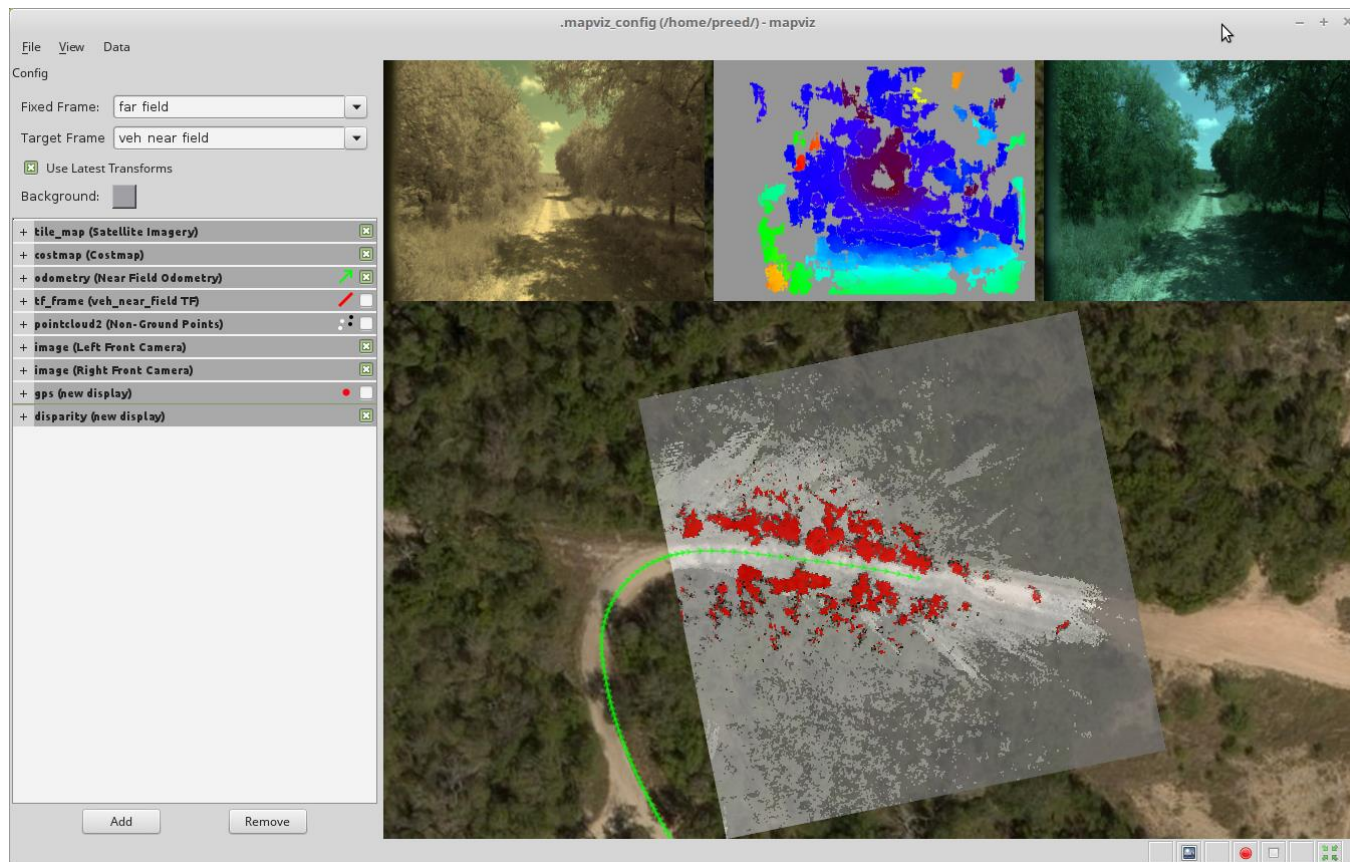 .mapviz_config (/home/preed/) - mapviz
File View Data
Config
Fixed Frame: far field
Target Frame veh near field
Use Latest Transforms
Background:
+ tile_map (Satellite Imagery)
+ costmap (Costmap)
+ odometry (Near Field Odometry)
+ tf_frame (veh_near_field TF)
+ pointcloud2 (Non-Ground Points)
+ image (Left Front Camera)
+ image (Right Front Camera)
+ gps (new display)
+ disparity (new display)
Add Remove